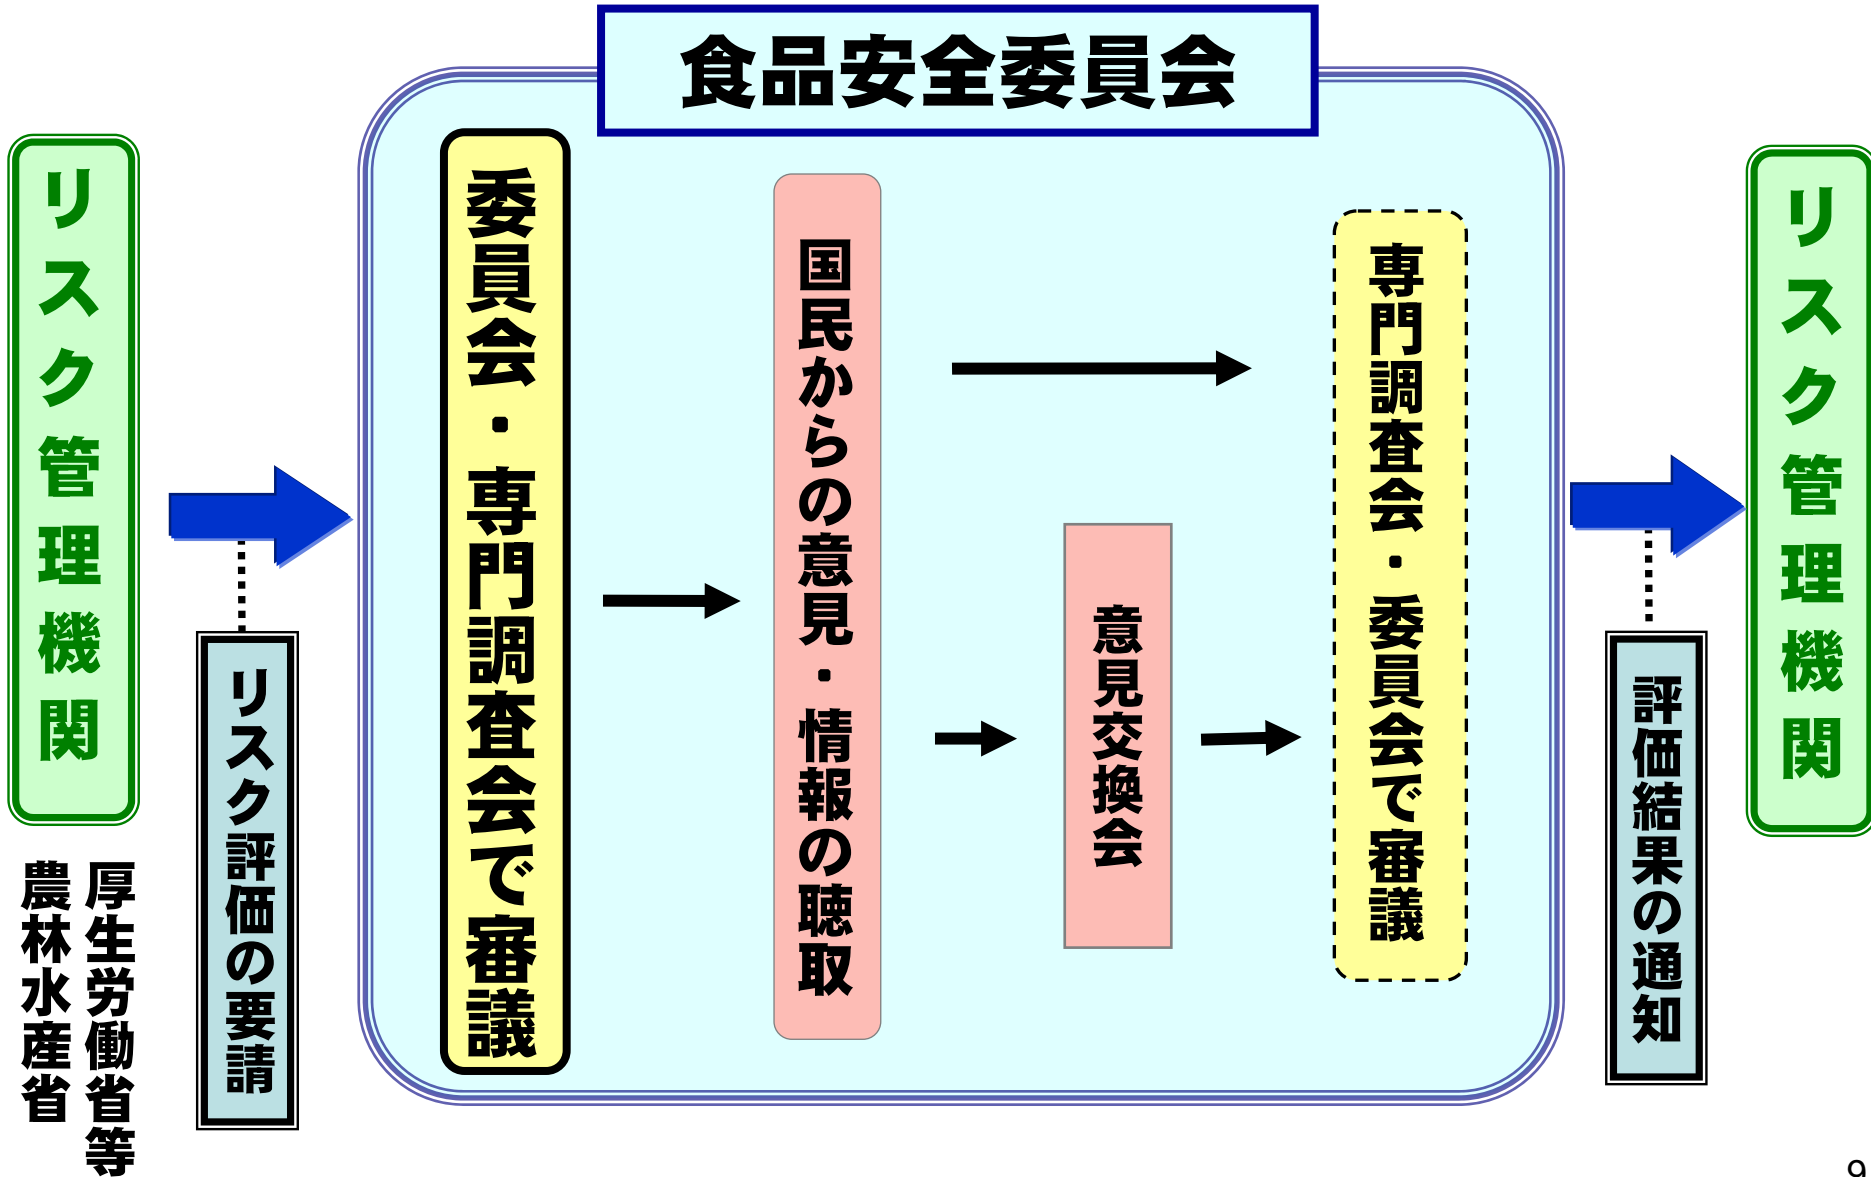 食品安全委員会
リスク管理機関
厚生労働省等
農林水産省
リスク評価の要請
委員会・専門調査会で審議
国民からの意見・情報の聴取
意見交換会
専門調査会・委員会で審議
評価結果の通知
リスク管理機関
9